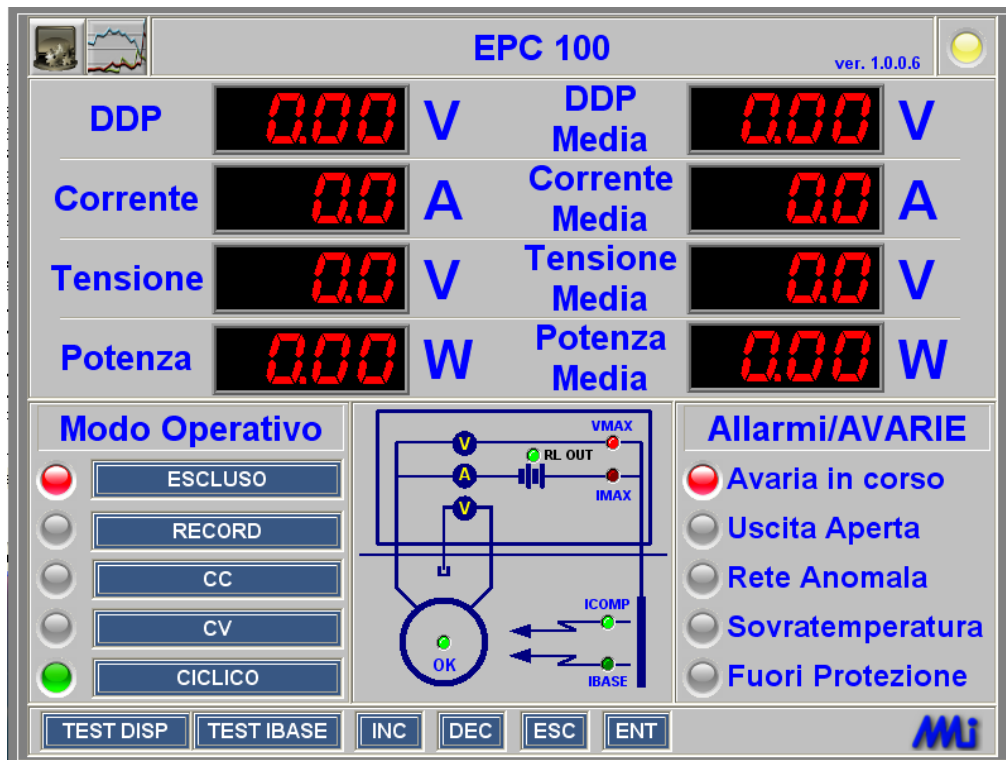 EPC 100
ver. 1.0.0.6
DDP 0.00 V
DDP Media 0.00 V
Corrente 0.0 A
Corrente Media 0.0 A
Tensione 0.0 V
Tensione Media 0.0 V
Potenza 0.00 W
Potenza Media 0.00 W
Modo Operativo
ESCLUSO
RECORD
CC
CV
CICLICO
V
VMAX
RL OUT
A
IMAX
V
ICOMP
OK
IBASE
Allarmi/AVARIE
Avaria in corso
Uscita Aperta
Rete Anomala
Sovratemperatura
Fuori Protezione
TEST DISP TEST IBASE INC DEC ESC ENT
AMi